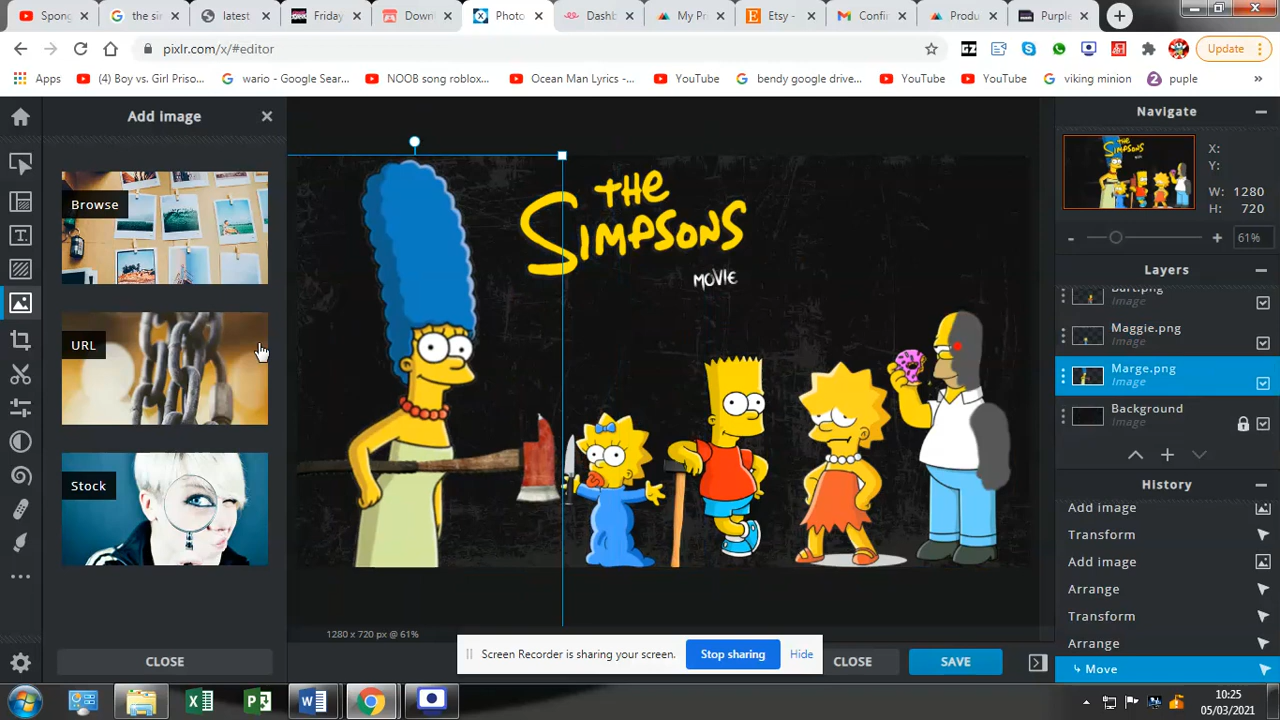 Spong
the sim
latest
Friday
Downl
Photo
Dashb
My Pr
Etsy -
Confir
Produ
Purple
pixlr.com/x/#editor
Update
Apps
(4) Boy vs. Girl Priso...
wario - Google Sear...
NOOB song roblox...
Ocean Man Lyrics -...
YouTube
bendy google drive...
YouTube
YouTube
viking minion
puple
»
Add image
Browse
URL
Stock
CLOSE
THE
SIMPSONS
MOVIE
1280 x 720 px @ 61%
Screen Recorder is sharing your screen.
Stop sharing
Hide
CLOSE
SAVE
Navigate
X:
Y:
W: 1280
H: 720
61%
Layers
Bart.png
Image
Maggie.png
Image
Marge.png
Image
Background
Image
History
Add image
Transform
Add image
Arrange
Transform
Arrange
Move
10:25
05/03/2021